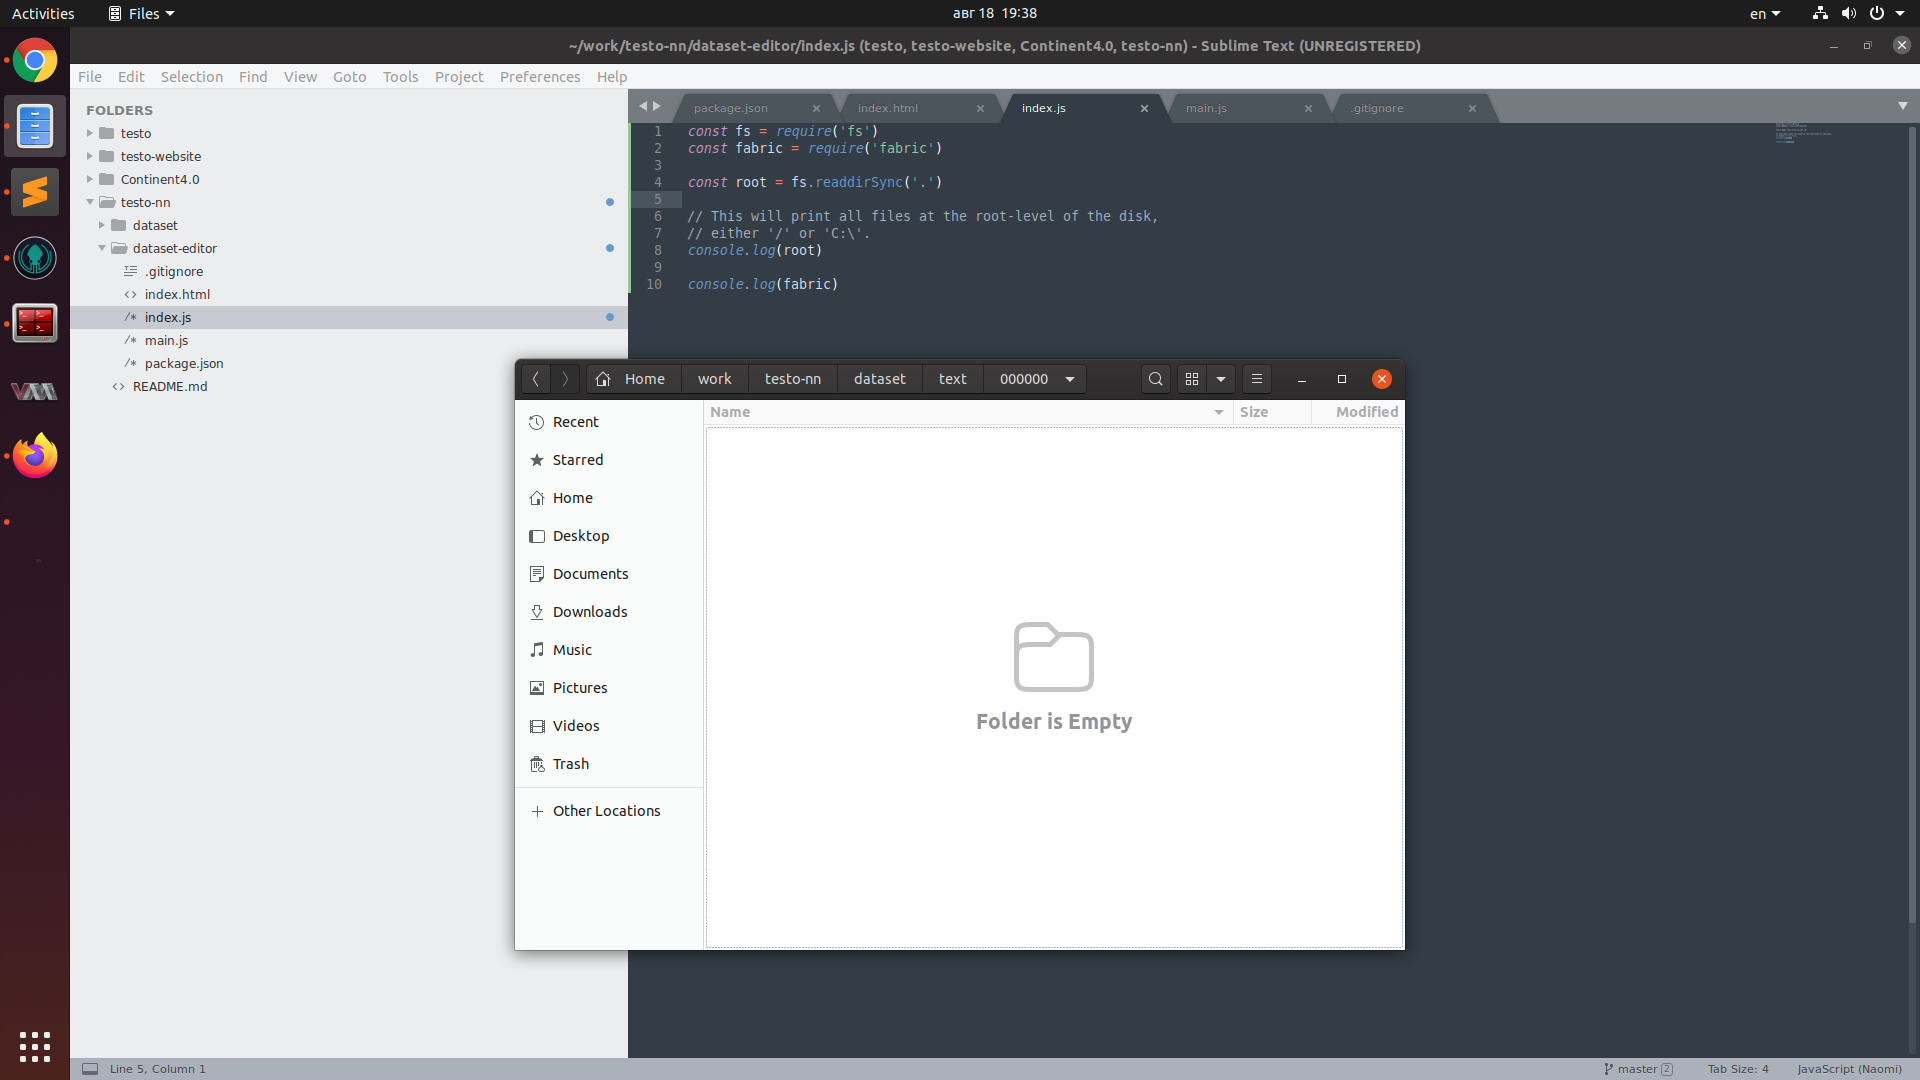 Activities
Files
авг 18 19:38
en
~/work/testo-nn/dataset-editor/index.js (testo, testo-website, Continent4.0, testo-nn) - Sublime Text (UNREGISTERED)
File Edit Selection Find View Goto Tools Project Preferences Help
FOLDERS
testo
testo-website
Continent4.0
testo-nn
dataset
dataset-editor
.gitignore
index.html
/* index.js
/* main.js
/* package.json
README.md
package.json
index.html
index.js
main.js
.gitignore
1 const fs = require('fs')
2 const fabric = require('fabric')
3
4 const root = fs.readdirSync('.')
5
6 // This will print all files at the root-level of the disk,
7 // either '/' or 'C:\'.
8 console.log(root)
9
10 console.log(fabric)
Home work testo-nn dataset text 000000
Name Size Modified
Recent
Starred
Home
Desktop
Documents
Downloads
Music
Pictures
Videos
Trash
Other Locations
Folder is Empty
Line 5, Column 1
master 2
Tab Size: 4
JavaScript (Naomi)